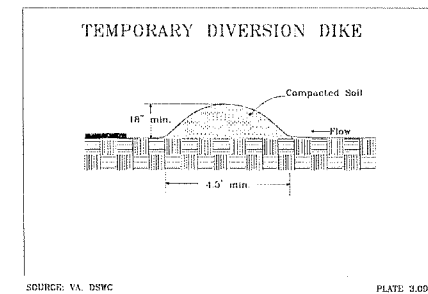 TEMPORARY DIVERSION DIKE
Compacted Soil
18" min.
Flow
4.5' min.
SOURCE: VA. DSWC
PLATE 3.09